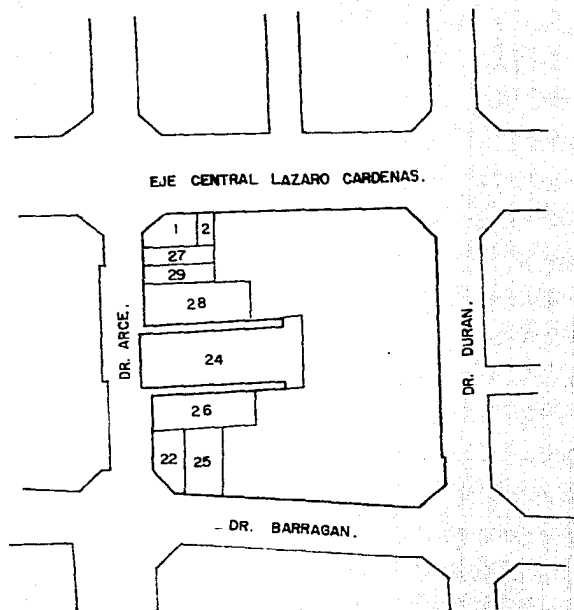 EJE CENTRAL LAZARO CARDENAS.
1 2
27
29
28
DR. ARCE.
24
DR. DURAN.
26
22 25
DR. BARRAGAN.